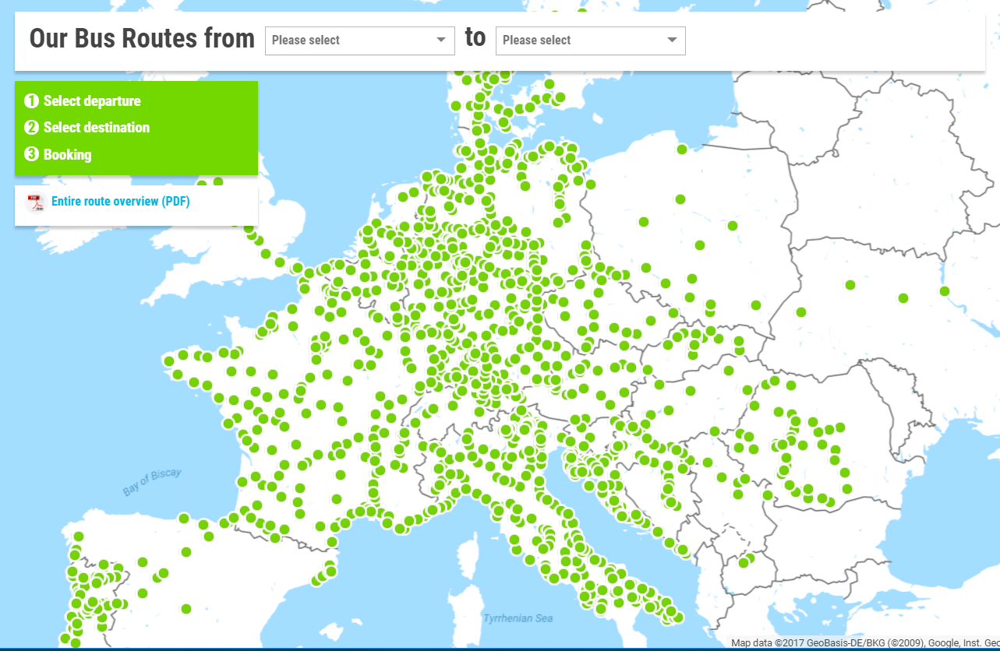 Our Bus Routes from Please select to Please select
1 Select departure
2 Select destination
3 Booking
Entire route overview (PDF)
Bay of Biscay
Tyrrhenian Sea
Map data ©2017 GeoBasis-DE/BKG (©2009), Google, Inst. Geo